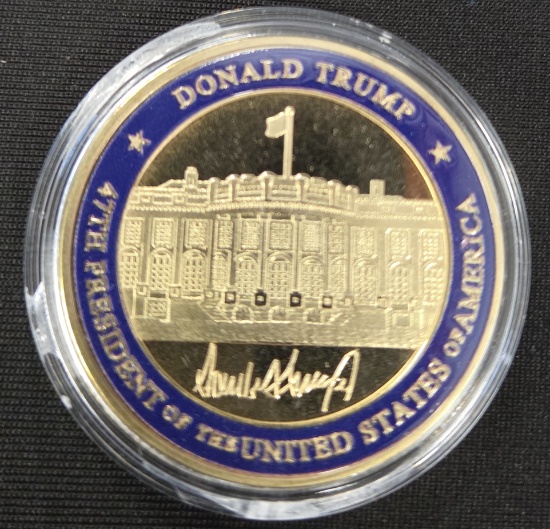 DONALD TRUMP
47TH PRESIDENT OF THE UNITED STATES OF AMERICA